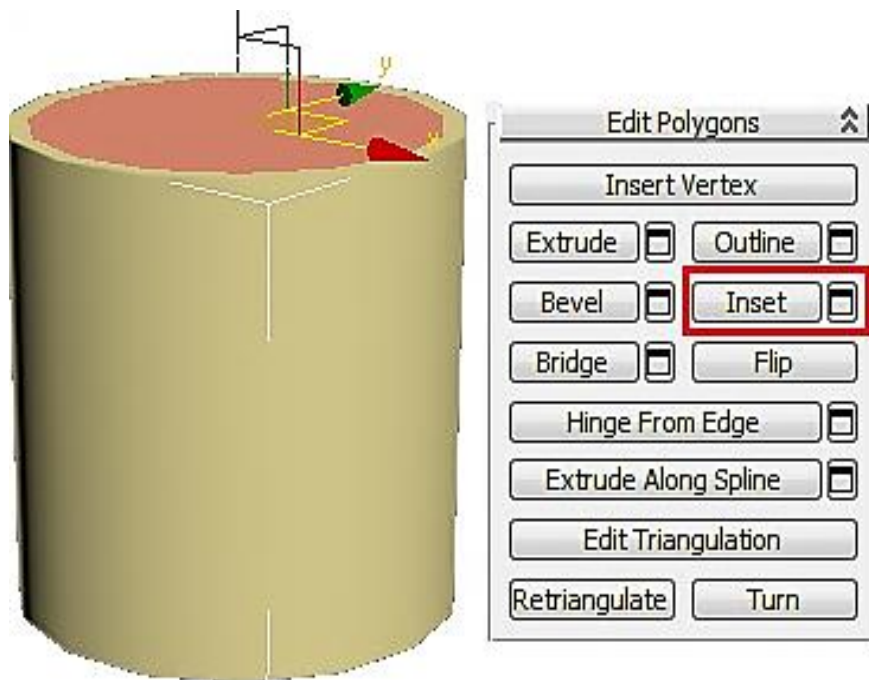 y
x
Edit Polygons
Insert Vertex
Extrude Outline
Bevel Inset
Bridge Flip
Hinge From Edge
Extrude Along Spline
Edit Triangulation
Retriangulate Turn